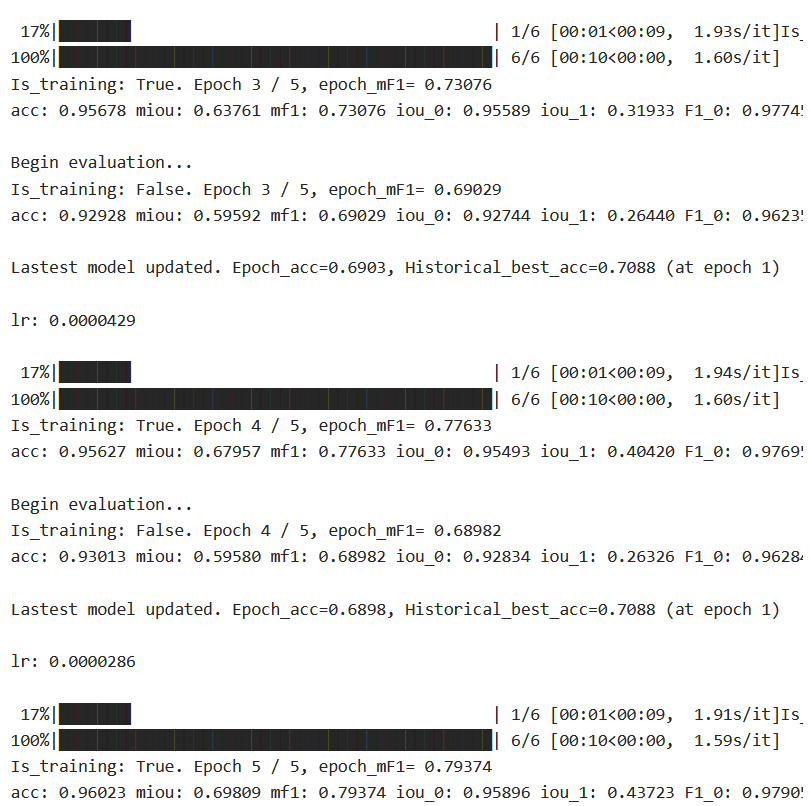 17%| | 1/6 [00:01<00:09, 1.93s/it]Is_
100%| | 6/6 [00:10<00:00, 1.60s/it]
Is_training: True. Epoch 3 / 5, epoch_mF1= 0.73076
acc: 0.95678 miou: 0.63761 mf1: 0.73076 iou_0: 0.95589 iou_1: 0.31933 F1_0: 0.97745
Begin evaluation...
Is_training: False. Epoch 3 / 5, epoch_mF1= 0.69029
acc: 0.92928 miou: 0.59592 mf1: 0.69029 iou_0: 0.92744 iou_1: 0.26440 F1_0: 0.96235
Lastest model updated. Epoch_acc=0.6903, Historical_best_acc=0.7088 (at epoch 1)
lr: 0.0000429
17%| | 1/6 [00:01<00:09, 1.94s/it]Is_
100%| | 6/6 [00:10<00:00, 1.60s/it]
Is_training: True. Epoch 4 / 5, epoch_mF1= 0.77633
acc: 0.95627 miou: 0.67957 mf1: 0.77633 iou_0: 0.95493 iou_1: 0.40420 F1_0: 0.97695
Begin evaluation...
Is_training: False. Epoch 4 / 5, epoch_mF1= 0.68982
acc: 0.93013 miou: 0.59580 mf1: 0.68982 iou_0: 0.92834 iou_1: 0.26326 F1_0: 0.96284
Lastest model updated. Epoch_acc=0.6898, Historical_best_acc=0.7088 (at epoch 1)
lr: 0.0000286
17%| | 1/6 [00:01<00:09, 1.91s/it]Is_
100%| | 6/6 [00:10<00:00, 1.59s/it]
Is_training: True. Epoch 5 / 5, epoch_mF1= 0.79374
acc: 0.96023 miou: 0.69809 mf1: 0.79374 iou_0: 0.95896 iou_1: 0.43723 F1_0: 0.97905